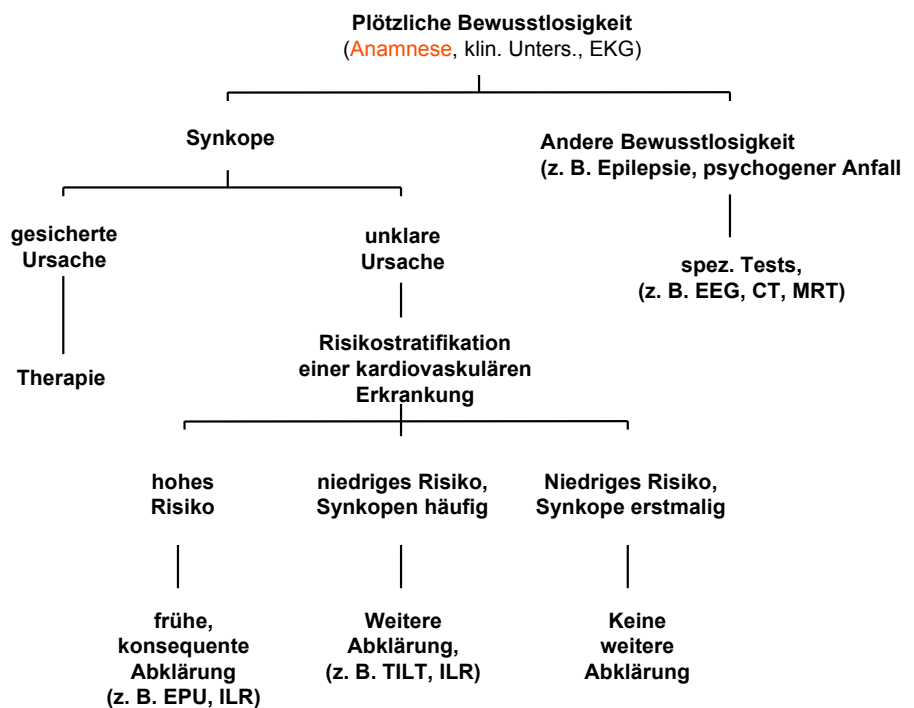 Plötzliche Bewusstlosigkeit
(Anamnese, klin. Unters., EKG)
Synkope
Andere Bewusstlosigkeit
(z. B. Epilepsie, psychogener Anfall
gesicherte
Ursache
unklare
Ursache
spez. Tests,
(z. B. EEG, CT, MRT)
Therapie
Risikostratifikation
einer kardiovaskulären
Erkrankung
hohes
Risiko
niedriges Risiko,
Synkopen häufig
Niedriges Risiko,
Synkope erstmalig
frühe,
konsequente
Abklärung
(z. B. EPU, ILR)
Weitere
Abklärung,
(z. B. TILT, ILR)
Keine
weitere
Abklärung